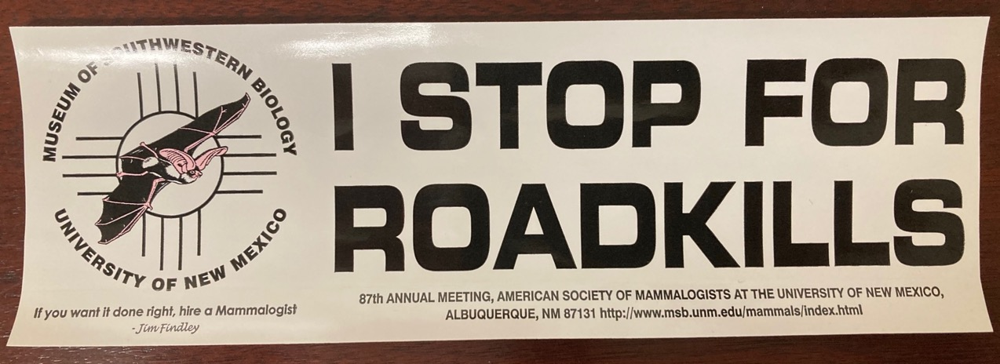 MUSEUM OF SOUTHWESTERN BIOLOGY
UNIVERSITY OF NEW MEXICO
If you want it done right, hire a Mammalogist
- Jim Findley
I STOP FOR
ROADKILLS
87th ANNUAL MEETING, AMERICAN SOCIETY OF MAMMALOGISTS AT THE UNIVERSITY OF NEW MEXICO,
ALBUQUERQUE, NM 87131 http://www.msb.unm.edu/mammals/index.html